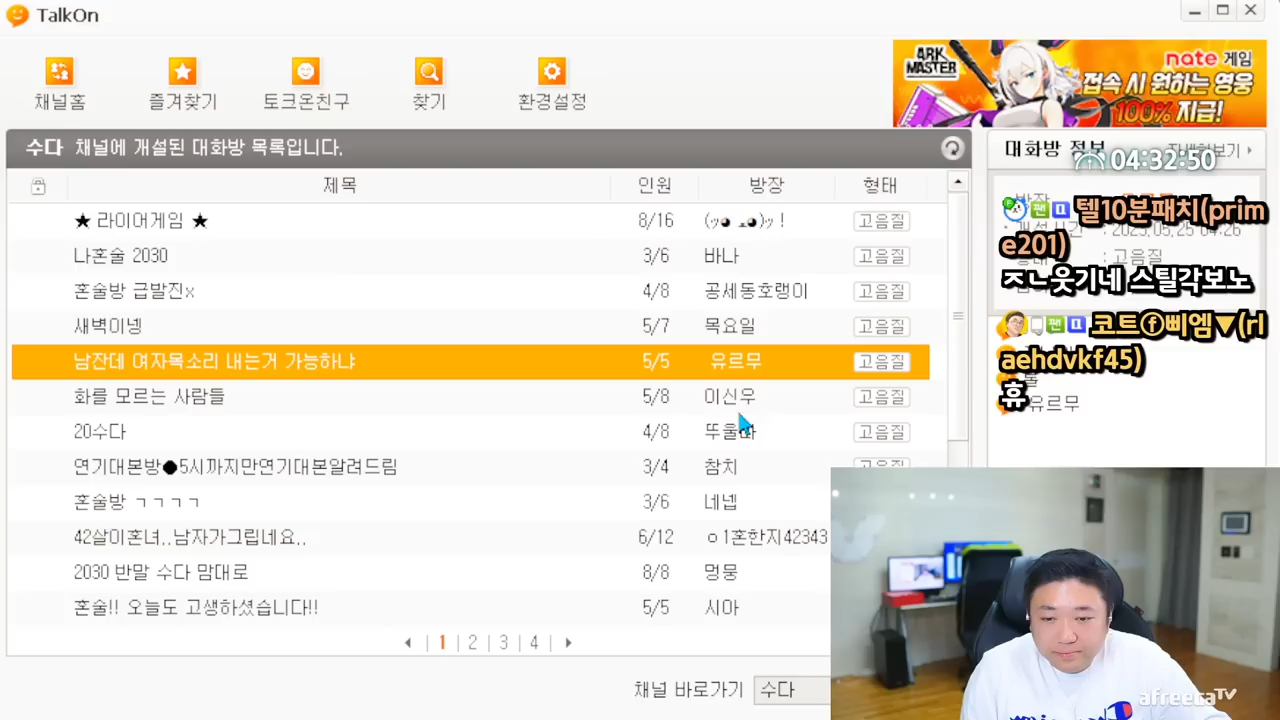 TalkOn
채널홈
즐겨찾기
토크온친구
찾기
환경설정
ARK MASTER
nate 게임
접속 시 원하는 영웅
100% 지급!
수다 채널에 개설된 대화방 목록입니다.
제목 인원 방장 형태
★ 라이어게임 ★ 8/16 고음질
나혼술 2030 3/6 바나 고음질
혼술방 급발진x 4/8 공세동호랭이 고음질
새벽이넹 5/7 목요일 고음질
남잔데 여자목소리 내는거 가능하냐 5/5 유르무 고음질
화를 모르는 사람들 5/8 이신우 고음질
20수다 4/8 고음질
연기대본방●5시까지만연기대본알려드림 3/4 참치 고음질
혼술방 ㄱㄱㄱㄱ 3/6 네넵
42살이혼녀..남자가그립네요.. 6/12 ㅇ1혼한지42343
2030 반말 수다 맘대로 8/8 멍뭉
혼술!! 오늘도 고생하셨습니다!! 5/5 시아
1 | 2 | 3 | 4
채널 바로가기 수다
대화방 정보
04:32:50
팬 텔10분패치(prim
e201)
: 고음질
ㅈㄴ웃기네 스틸각보노
팬 코트ⓕ삐엠▼(rl
aehdvkf45)
휴
유르무
afreecaTV